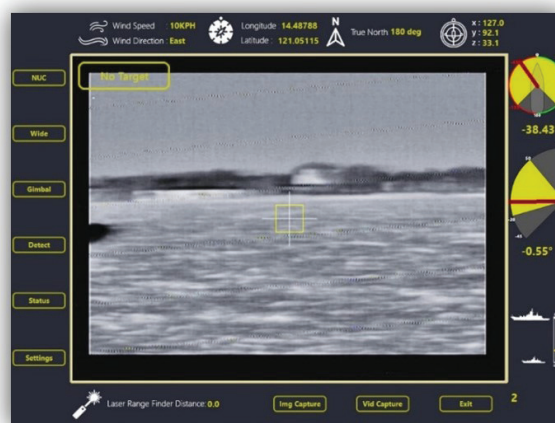 Wind Speed : 10KPH
Wind Direction : East
Longitude 14.48788
Latitude : 121.05115
N
True North 180 deg
x : 127.0
y : 92.1
z : 33.1
NUC
No Target
Wide
Gimbal
Detect
Status
Settings
-38.43
-0.55°
Laser Range Finder Distance: 0.0
Img Capture
Vid Capture
Exit
2